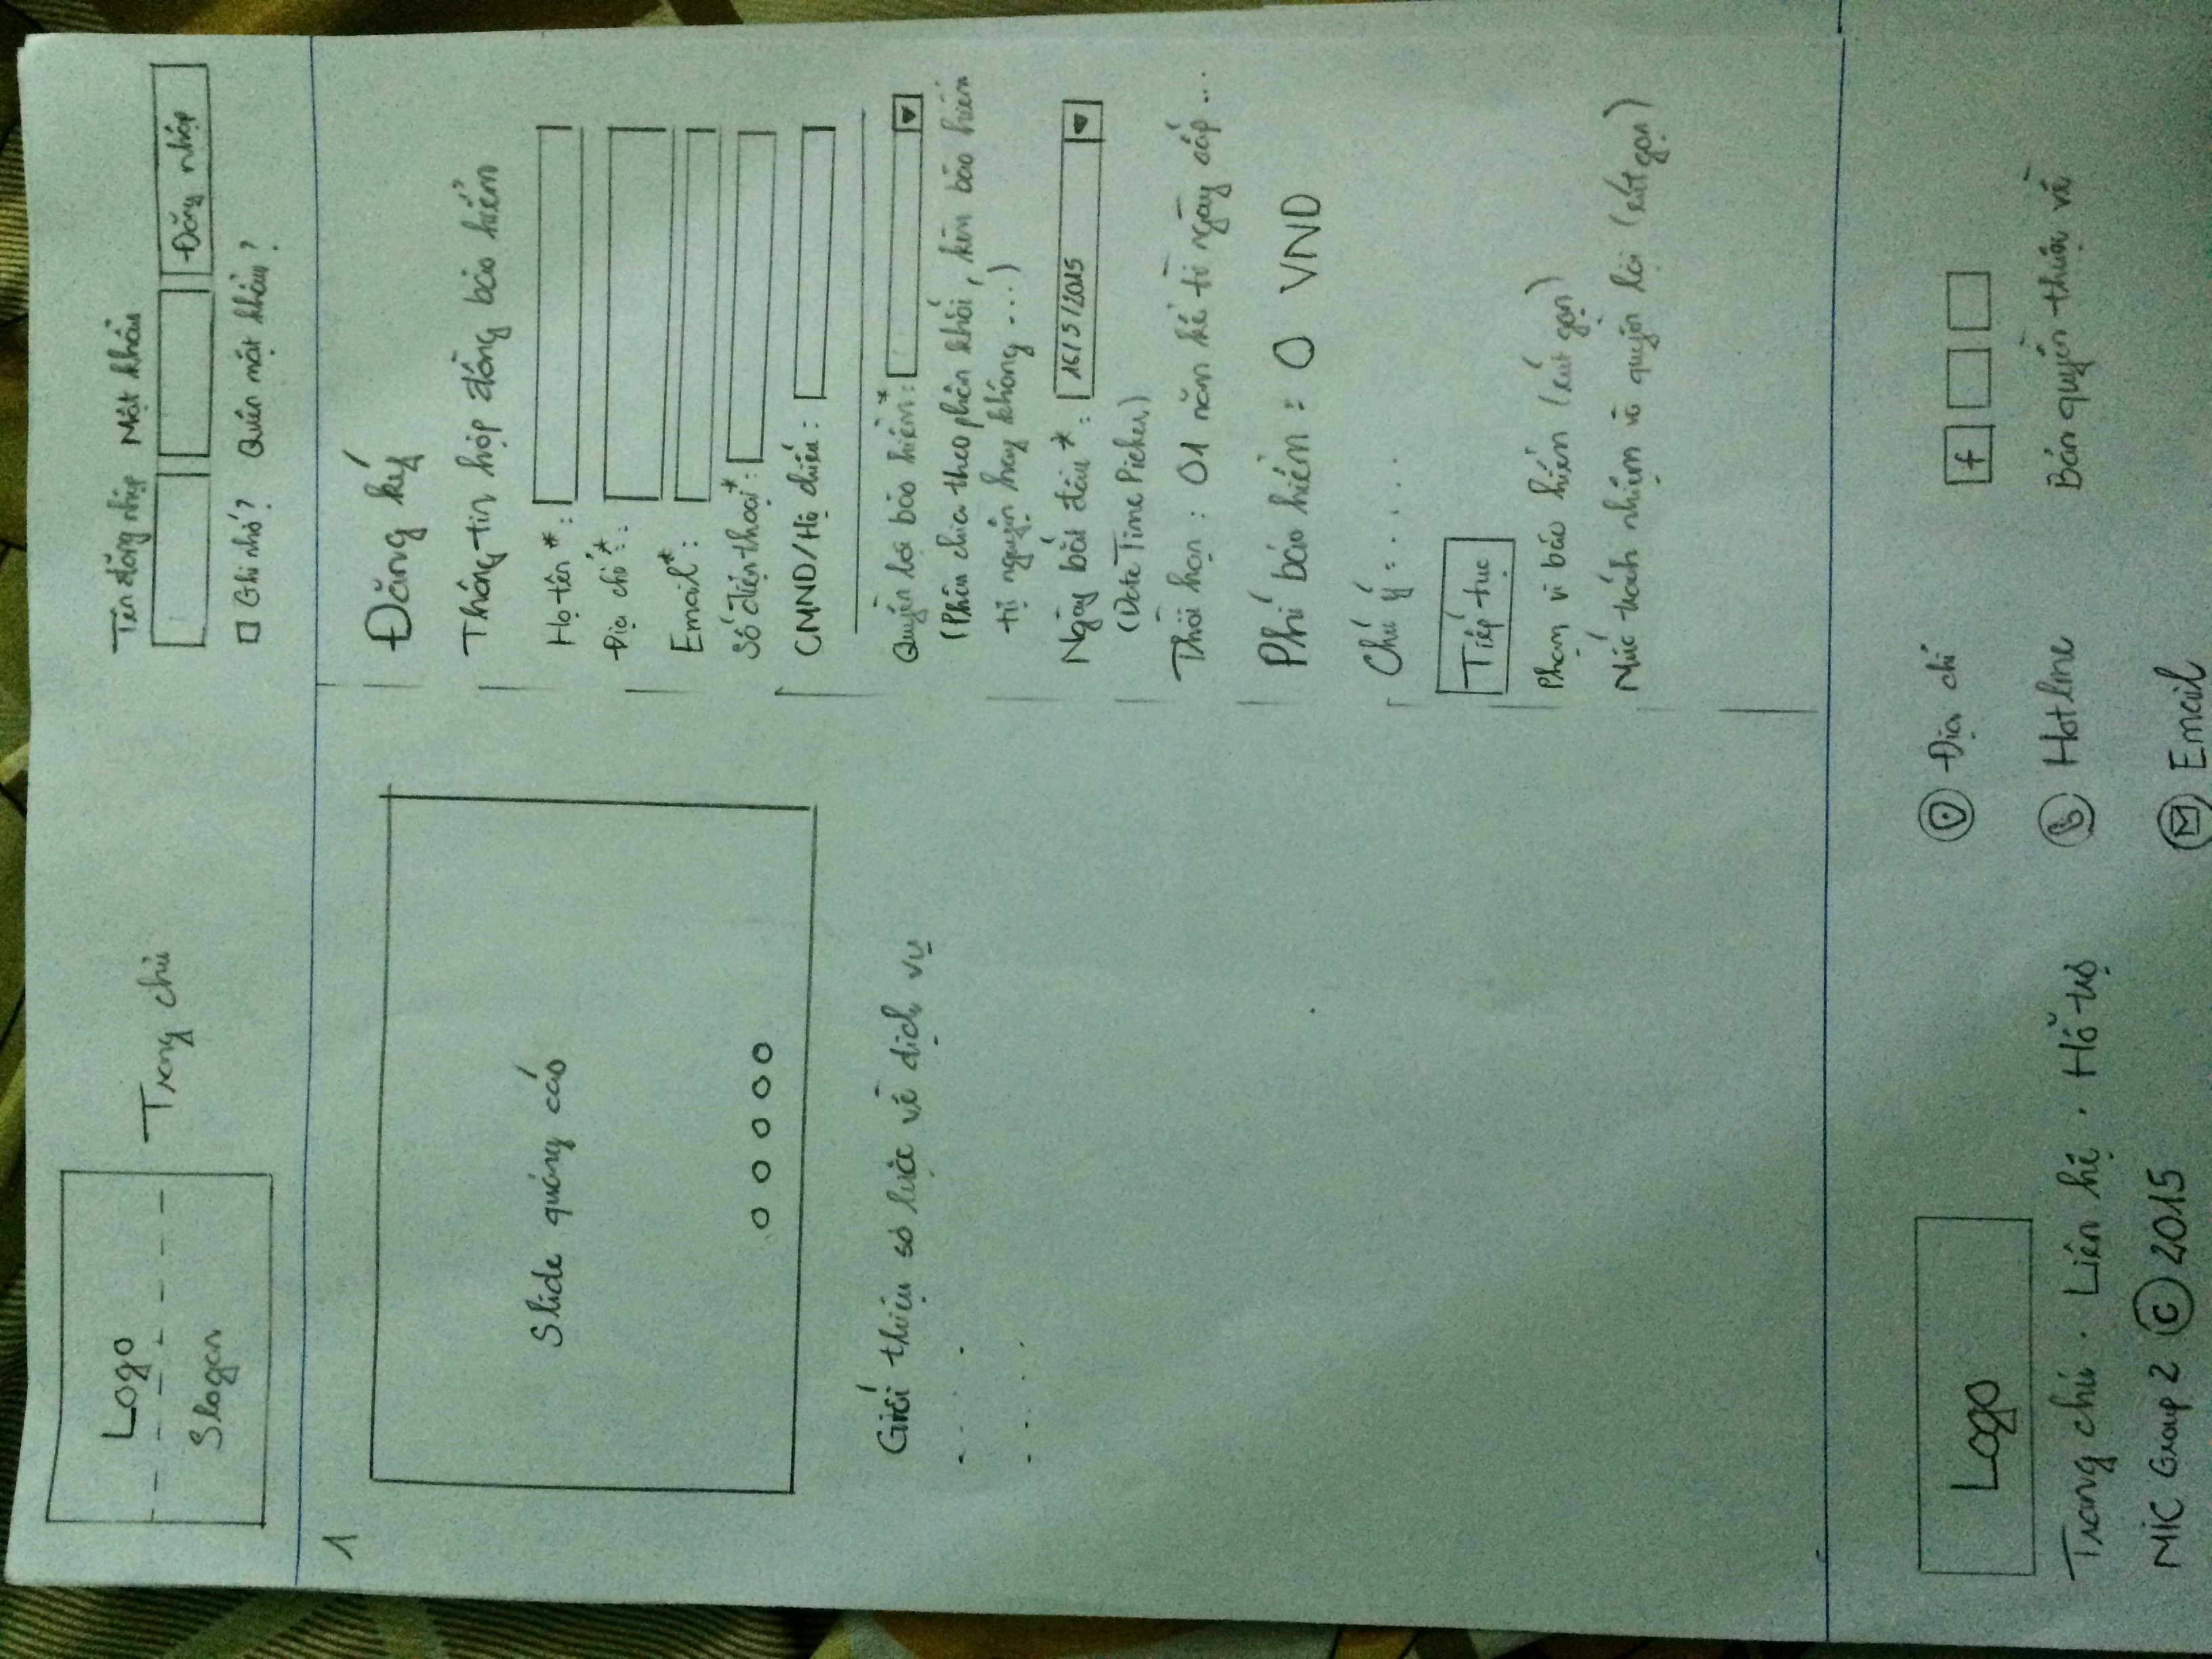 Logo
Slogan
Trang chủ
Tên đăng nhập Mật khẩu
Đăng nhập
Ghi nhớ? Quên mật khẩu?
1
Slide quảng cáo
Giới thiệu sơ lược về dịch vụ
. . . . .
. . . . .
Đăng ký
Thông tin hợp đồng bảo hiểm
Họ tên *:
Địa chỉ *:
Email*:
Số điện thoại*:
CMND/Hộ chiếu:
Quyền lợi bảo hiểm*:
(Phân chia theo phân khối, kèm bảo hiểm
tự nguyện hay không ...)
Ngày bắt đầu *: 16/5/2015
(Date Time Picker)
Thời hạn : 01 năm kể từ ngày cấp ...
Phí bảo hiểm : 0 VND
Chú ý : . . . .
Tiếp tục
Phạm vi bảo hiểm (rút gọn)
Mức trách nhiệm và quyền lợi (rút gọn)
Logo
Trang chủ . Liên hệ . Hỗ trợ
MIC Group 2 © 2015
Địa chỉ
Hotline
Email
f
Bản quyền thuộc về